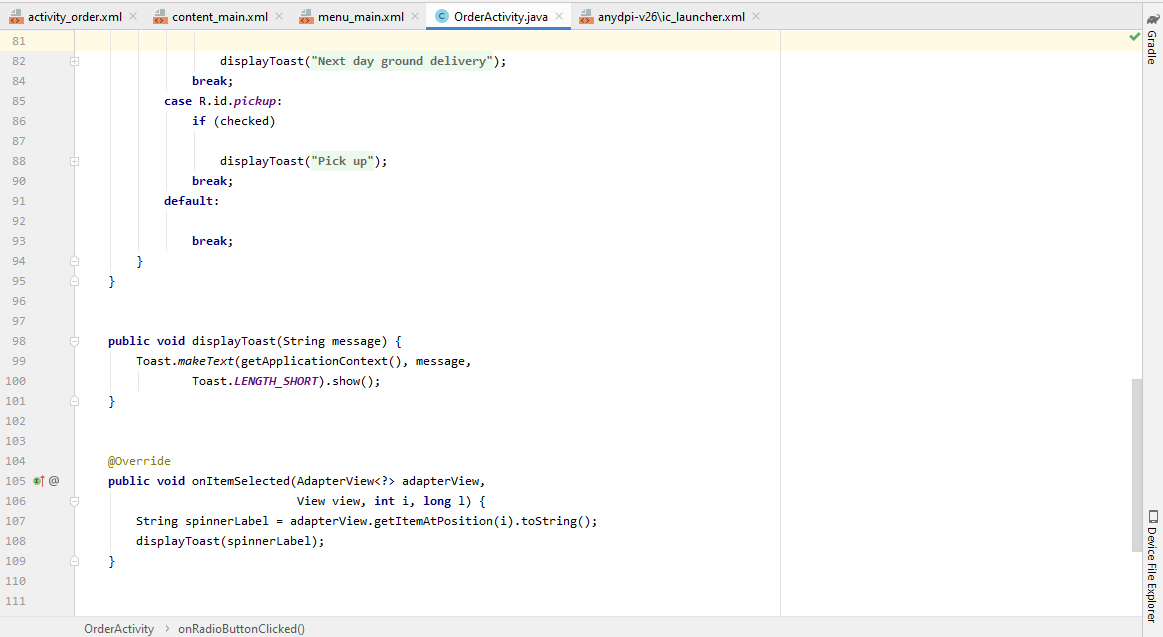 activity_order.xml content_main.xml menu_main.xml OrderActivity.java anydpi-v26\ic_launcher.xml
81
82 displayToast("Next day ground delivery");
84 break;
85 case R.id.pickup:
86 if (checked)
87
88 displayToast("Pick up");
90 break;
91 default:
92
93 break;
94 }
95 }
96
97
98 public void displayToast(String message) {
99 Toast.makeText(getApplicationContext(), message,
100 Toast.LENGTH_SHORT).show();
101 }
102
103
104 @Override
105 public void onItemSelected(AdapterView<?> adapterView,
106 View view, int i, long l) {
107 String spinnerLabel = adapterView.getItemAtPosition(i).toString();
108 displayToast(spinnerLabel);
109 }
110
111
OrderActivity › onRadioButtonClicked()
Gradle
Device File Explorer